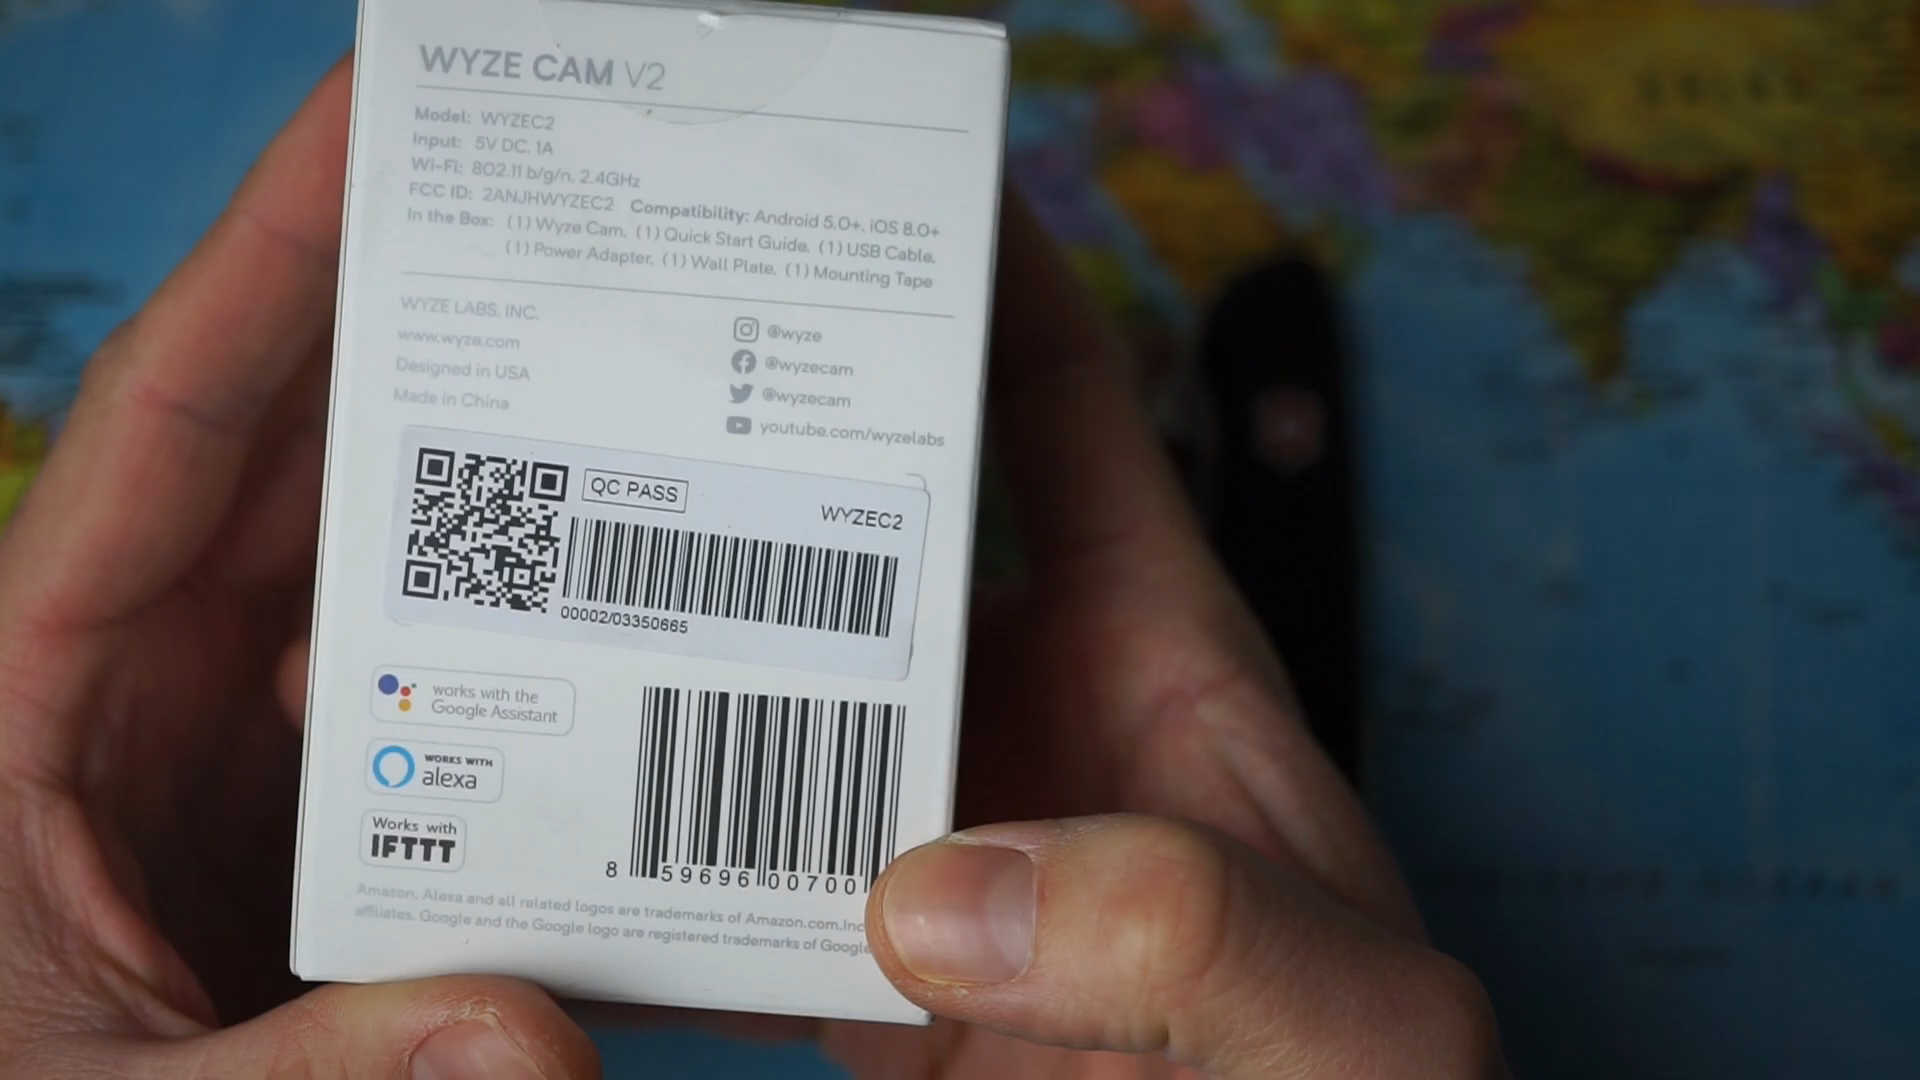 WYZE CAM V2
Model: WYZEC2
Input: 5V DC, 1A
Wi-Fi: 802.11 b/g/n, 2.4GHz
FCC ID: 2ANJHWYZEC2 Compatibility: Android 5.0+, iOS 8.0+
In the Box: (1) Wyze Cam, (1) Quick Start Guide, (1) USB Cable,
(1) Power Adapter, (1) Wall Plate, (1) Mounting Tape
WYZE LABS, INC.
www.wyze.com
Designed in USA
Made in China
@wyze
@wyzecam
@wyzecam
youtube.com/wyzelabs
QC PASS
WYZEC2
00002/03350665
works with the
Google Assistant
WORKS WITH
alexa
Works with
IFTTT
8 59696 00700
Amazon, Alexa and all related logos are trademarks of Amazon.com,Inc
affiliates. Google and the Google logo are registered trademarks of Google